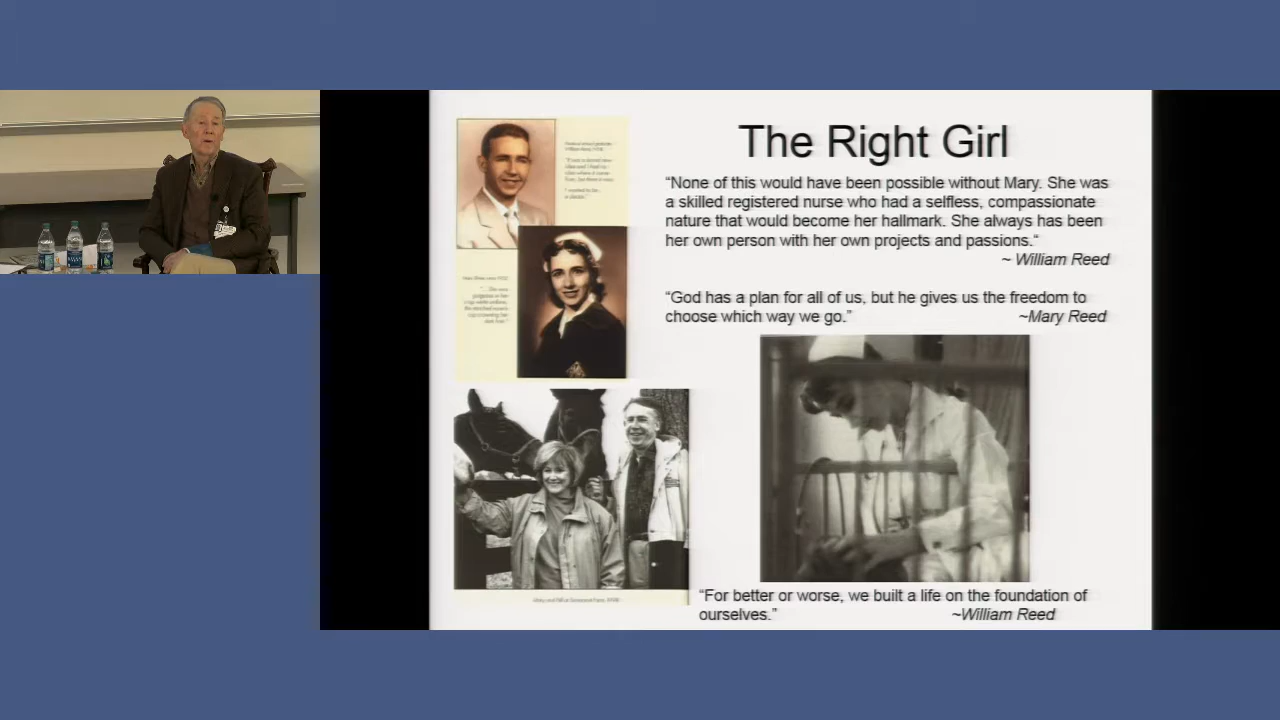 The Right Girl
“None of this would have been possible without Mary. She was
a skilled registered nurse who had a selfless, compassionate
nature that would become her hallmark. She always has been
her own person with her own projects and passions.“
~ William Reed
“God has a plan for all of us, but he gives us the freedom to
choose which way we go.” ~Mary Reed
“For better or worse, we built a life on the foundation of
ourselves.” ~William Reed